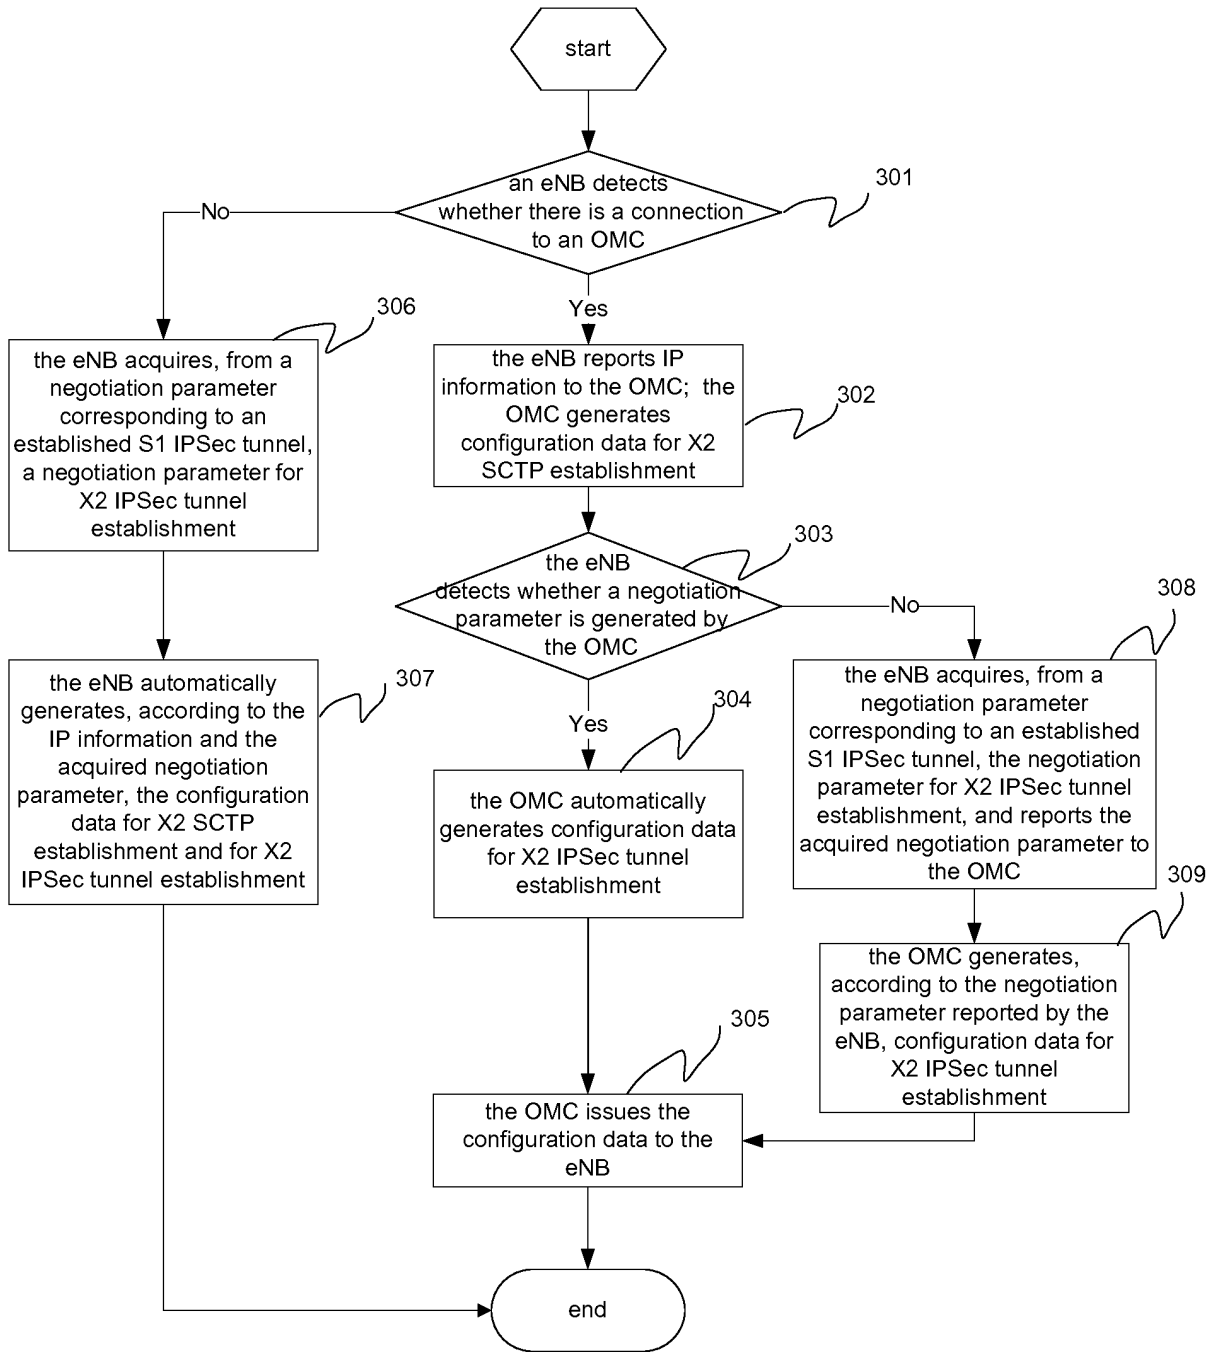 start
an eNB detects
whether there is a connection
to an OMC
301
No
Yes
306
the eNB acquires, from a
negotiation parameter
corresponding to an
established S1 IPSec tunnel,
a negotiation parameter for
X2 IPSec tunnel
establishment
the eNB reports IP
information to the OMC;  the
OMC generates
configuration data for X2
SCTP establishment
302
the eNB
detects whether a negotiation
parameter is generated by
the OMC
303
No
Yes
308
the eNB automatically
generates, according to the
IP information and the
acquired negotiation
parameter, the configuration
data for X2 SCTP
establishment and for X2
IPSec tunnel establishment
307
304
the OMC automatically
generates configuration data
for X2 IPSec tunnel
establishment
the eNB acquires, from a
negotiation parameter
corresponding to an established
S1 IPSec tunnel, the negotiation
parameter for X2 IPSec tunnel
establishment, and reports the
acquired negotiation parameter to
the OMC
309
the OMC generates,
according to the negotiation
parameter reported by the
eNB, configuration data for
X2 IPSec tunnel
establishment
305
the OMC issues the
configuration data to the
eNB
end